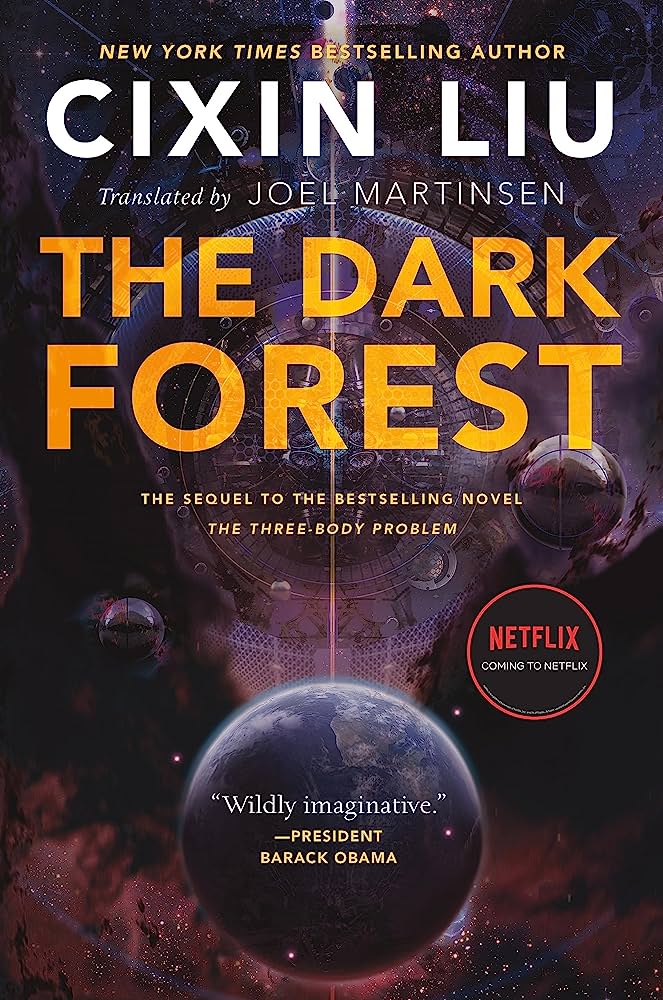 NEW YORK TIMES BESTSELLING AUTHOR
CIXIN LIU
Translated by JOEL MARTINSEN
THE DARK
FOREST
THE SEQUEL TO THE BESTSELLING NOVEL
THE THREE-BODY PROBLEM
NETFLIX
COMING TO NETFLIX
“Wildly imaginative.”
—PRESIDENT
BARACK OBAMA